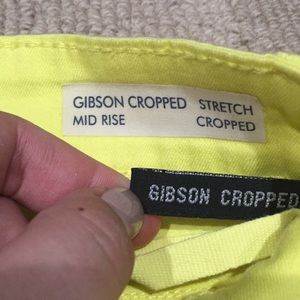 GIBSON CROPPED STRETCH
MID RISE CROPPED
GIBSON CROPPED